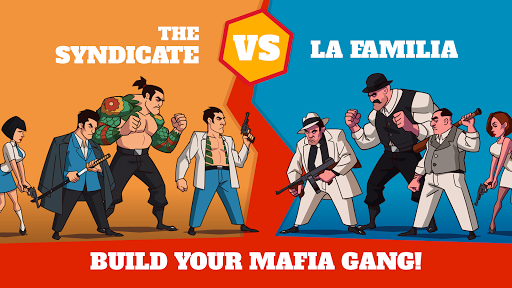 THE
SYNDICATE
VS
LA FAMILIA
BUILD YOUR MAFIA GANG!